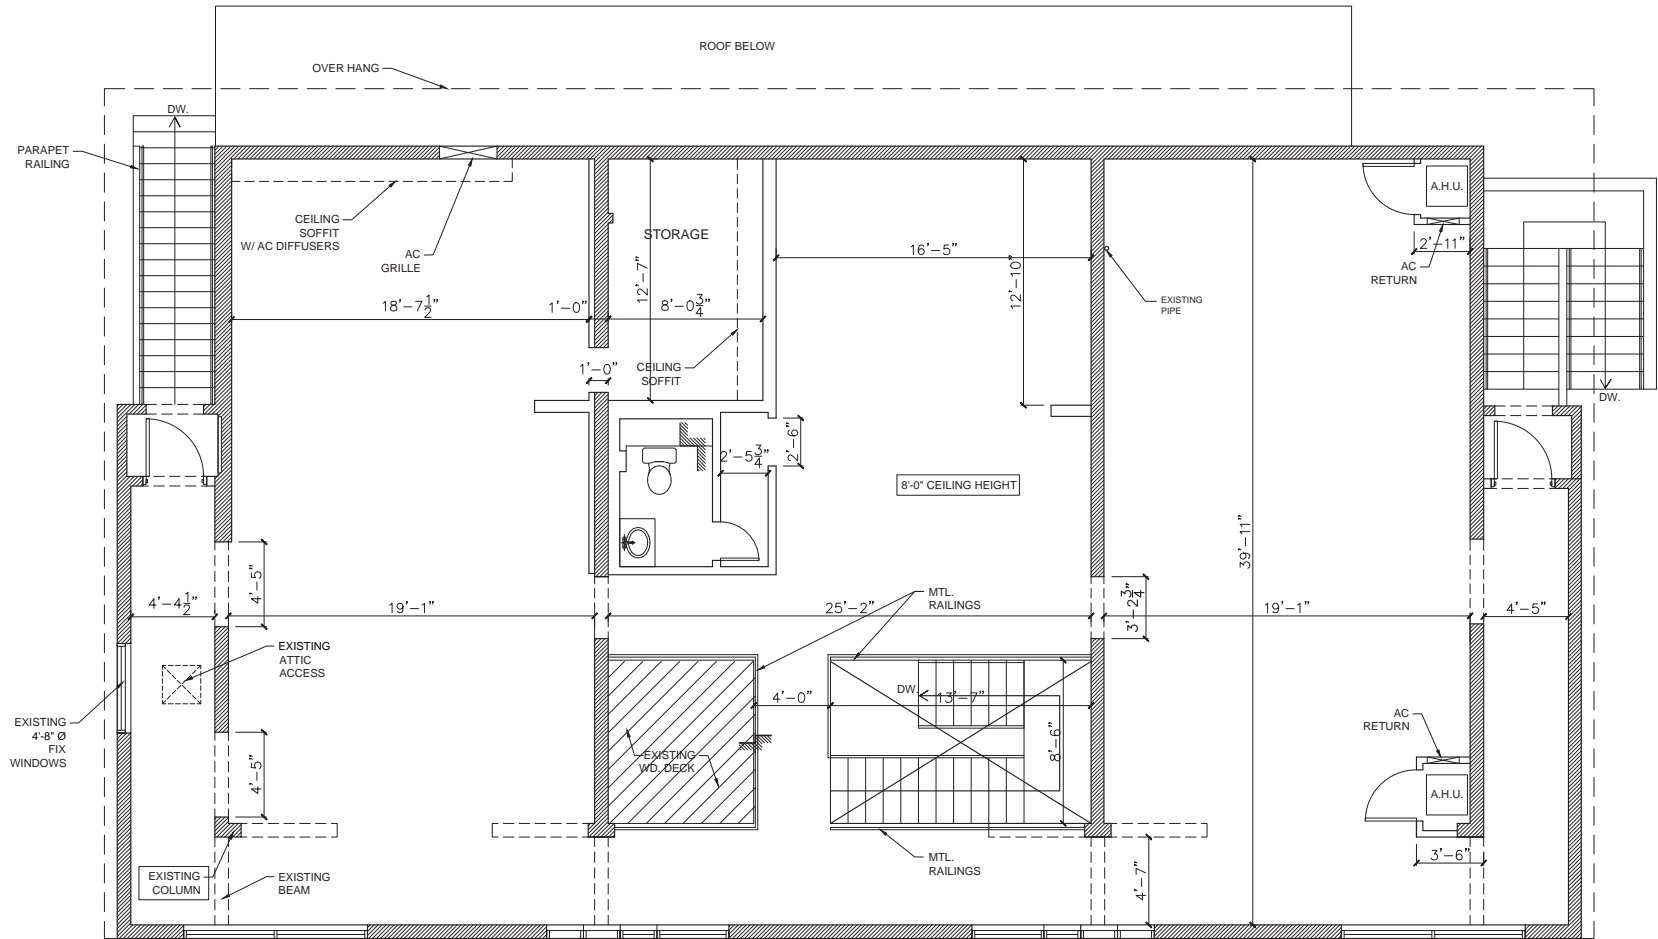 ROOF BELOW
OVER HANG
DW.
PARAPET
RAILING
A.H.U.
CEILING
SOFFIT
W/ AC DIFFUSERS
AC
GRILLE
STORAGE
16'-5"
2'-11"
AC
RETURN
12'-7"
12'-10"
18'-7 1/2"
1'-0"
8'-0 3/4"
EXISTING
PIPE
1'-0"
CEILING
SOFFIT
DW.
2'-6"
2'-5 3/4"
8'-0" CEILING HEIGHT
39'-11"
4'-5"
4'-4 1/2"
19'-1"
25'-2"
MTL.
RAILINGS
3'-2 3/4"
19'-1"
4'-5"
EXISTING
ATTIC
ACCESS
DW.
4'-0"
13'-7"
EXISTING
4'-8" Ø
FIX
WINDOWS
AC
RETURN
EXISTING
WD. DECK
8'-6"
4'-5"
A.H.U.
EXISTING
COLUMN
EXISTING
BEAM
MTL.
RAILINGS
3'-6"
4'-7"